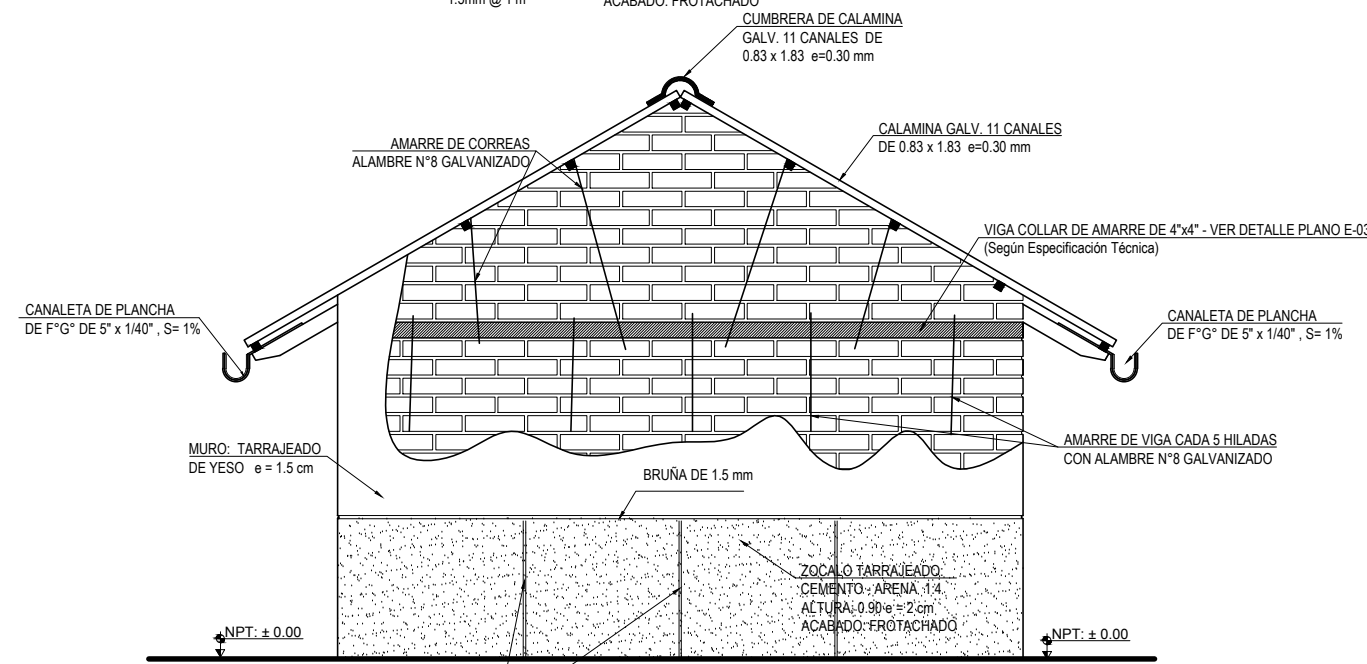 1.5mm @ 1 m
ACABADO: FROTACHADO
CUMBRERA DE CALAMINA
GALV. 11 CANALES DE
0.83 x 1.83 e=0.30 mm
AMARRE DE CORREAS
ALAMBRE N°8 GALVANIZADO
CALAMINA GALV. 11 CANALES
DE 0.83 x 1.83 e=0.30 mm
VIGA COLLAR DE AMARRE DE 4"x4" - VER DETALLE PLANO E-03
(Según Especificación Técnica)
CANALETA DE PLANCHA
DE F°G° DE 5" x 1/40" , S= 1%
CANALETA DE PLANCHA
DE F°G° DE 5" x 1/40" , S= 1%
MURO: TARRAJEADO
DE YESO e = 1.5 cm
AMARRE DE VIGA CADA 5 HILADAS
CON ALAMBRE N°8 GALVANIZADO
BRUÑA DE 1.5 mm
ZOCALO TARRAJEADO:
CEMENTO - ARENA 1:4
ALTURA: 0.90 e = 2 cm
ACABADO: FROTACHADO
NPT: ± 0.00
NPT: ± 0.00